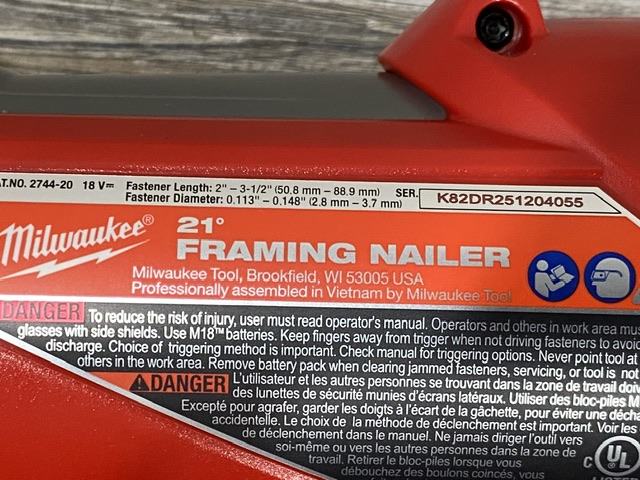 AT.NO. 2744-20 18 V⎓ Fastener Length: 2" – 3-1/2" (50.8 mm – 88.9 mm) SER. K82DR251204055
Fastener Diameter: 0.113" – 0.148" (2.8 mm – 3.7 mm)
Milwaukee®
21°
FRAMING NAILER
Milwaukee Tool, Brookfield, WI 53005 USA
Professionally assembled in Vietnam by Milwaukee Tool
DANGER To reduce the risk of injury, user must read operator's manual. Operators and others in work area mus
glasses with side shields. Use M18™ batteries. Keep fingers away from trigger when not driving fasteners to avoid
discharge. Choice of triggering method is important. Check manual for triggering options. Never point tool at
others in work area. Remove battery pack when clearing jammed fasteners, servicing, or tool is not
DANGER L'utilisateur et les autres personnes se trouvant dans la zone de travail doiv
des lunettes de sécurité munies d'écrans latéraux. Utiliser des bloc-piles M
Excepté pour agrafer, garder les doigts à l'écart de la gâchette, pour éviter une décha
accidentelle. Le choix de la méthode de déclenchement est important. Voir les
de déclenchement dans le manuel. Ne jamais diriger l'outil vers
soi-même ou vers les autres personnes dans la zone de
travail. Retirer le bloc-piles lorsque vous
débouchez des boulons coincés,
C UL
LISTED